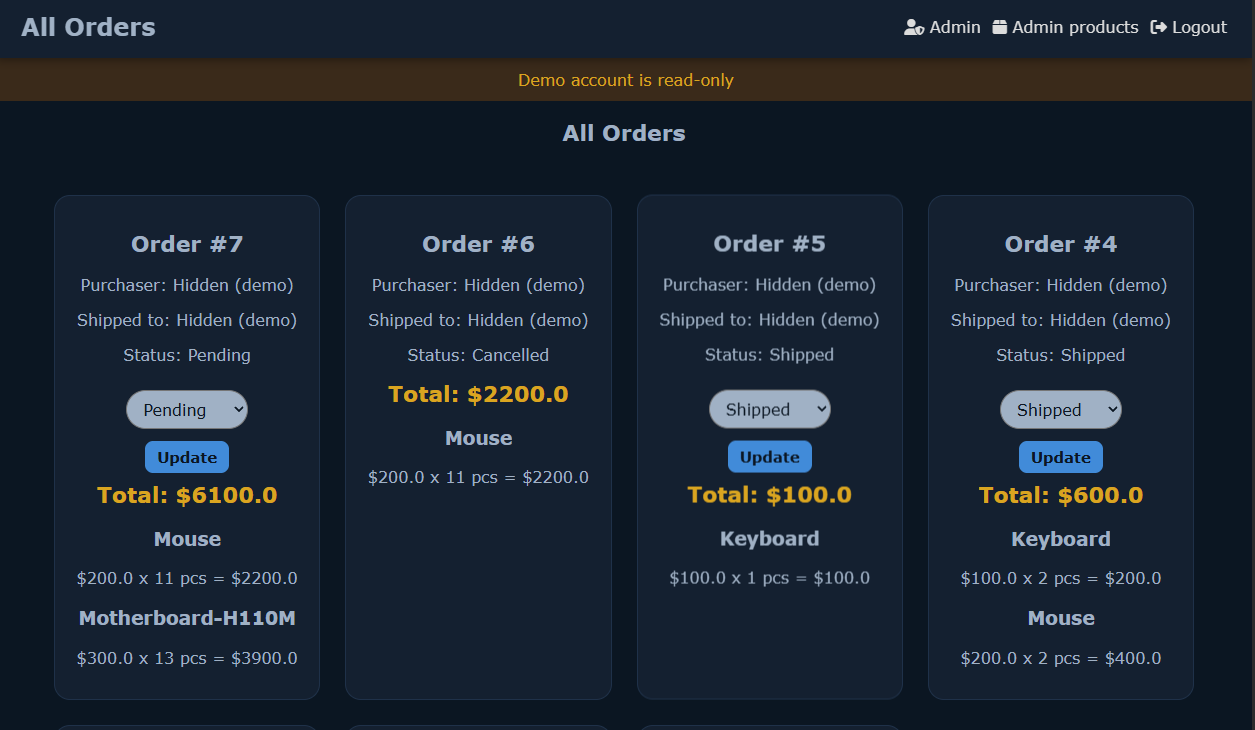 All Orders
Admin Admin products Logout
Demo account is read-only
All Orders
Order #7
Purchaser: Hidden (demo)
Shipped to: Hidden (demo)
Status: Pending
Pending
Update
Total: $6100.0
Mouse
$200.0 x 11 pcs = $2200.0
Motherboard-H110M
$300.0 x 13 pcs = $3900.0
Order #6
Purchaser: Hidden (demo)
Shipped to: Hidden (demo)
Status: Cancelled
Total: $2200.0
Mouse
$200.0 x 11 pcs = $2200.0
Order #5
Purchaser: Hidden (demo)
Shipped to: Hidden (demo)
Status: Shipped
Shipped
Update
Total: $100.0
Keyboard
$100.0 x 1 pcs = $100.0
Order #4
Purchaser: Hidden (demo)
Shipped to: Hidden (demo)
Status: Shipped
Shipped
Update
Total: $600.0
Keyboard
$100.0 x 2 pcs = $200.0
Mouse
$200.0 x 2 pcs = $400.0